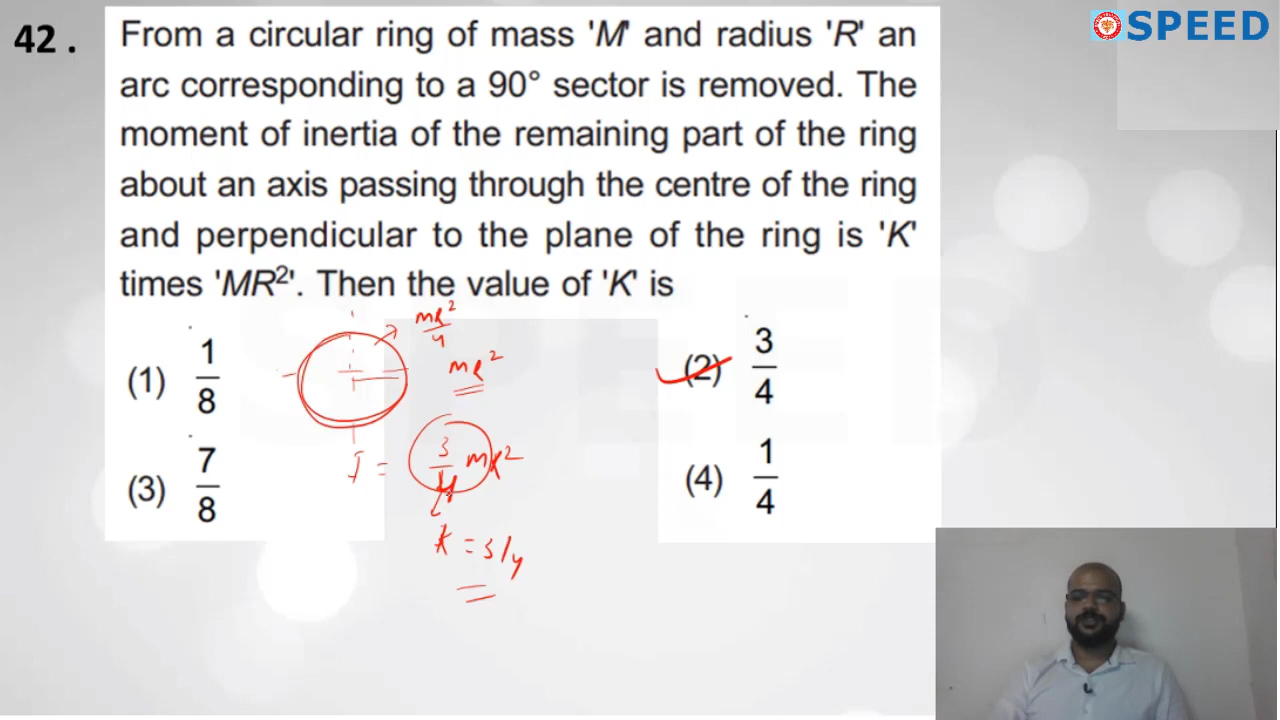 42 .
SPEED
From a circular ring of mass 'M' and radius 'R' an
arc corresponding to a 90° sector is removed. The
moment of inertia of the remaining part of the ring
about an axis passing through the centre of the ring
and perpendicular to the plane of the ring is 'K'
times 'MR²'. Then the value of 'K' is
(1) 1/8
(2) 3/4
(3) 7/8
(4) 1/4
MR²/4
MR²
I = 3/4 MR²
K = 3/4